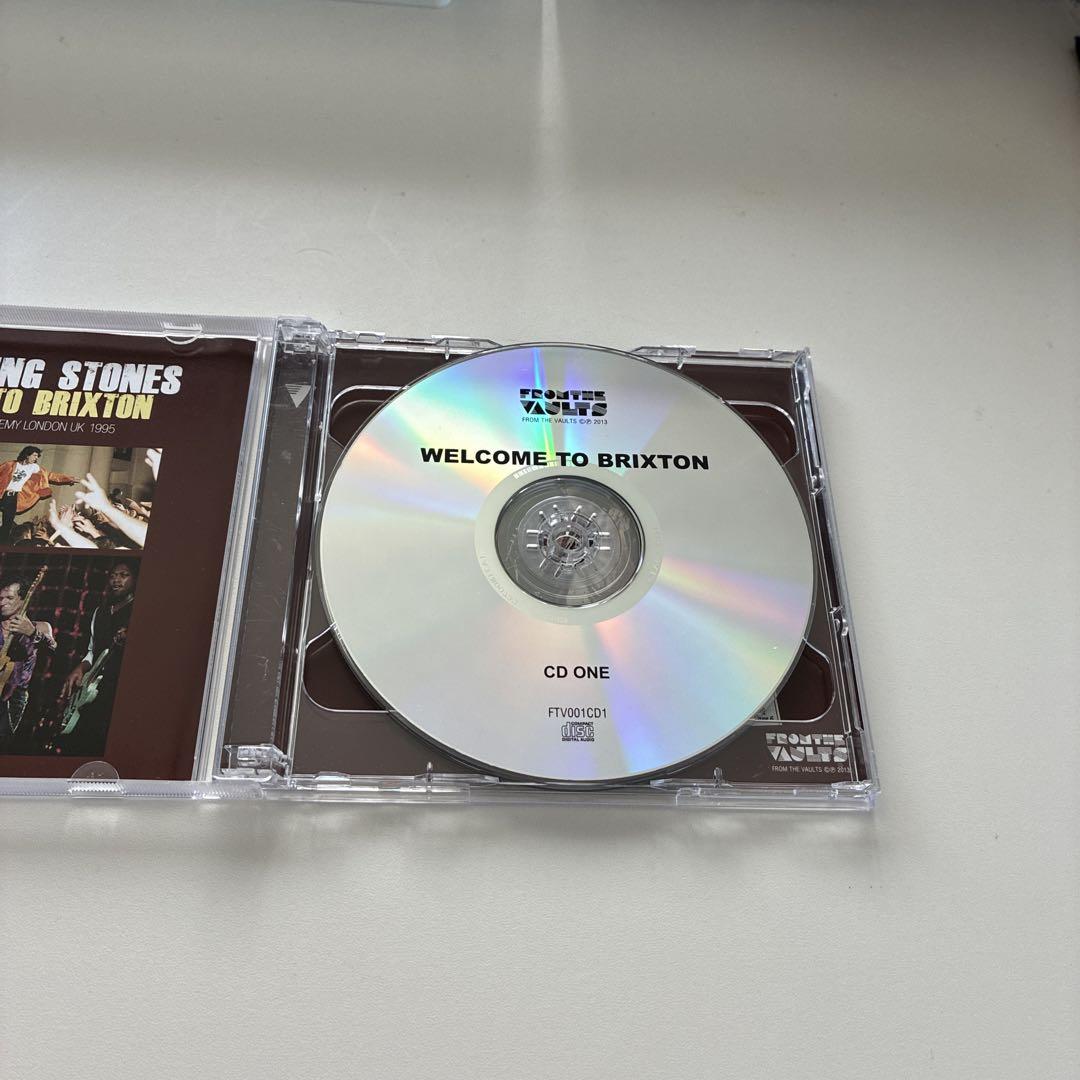 NG STONES
TO BRIXTON
EMY LONDON UK 1995
FROM THE
VAULTS
FROM THE VAULTS ©℗ 2013
WELCOME TO BRIXTON
CD ONE
FTV001CD1
COMPACT
disc
DIGITAL AUDIO
FROM THE
VAULTS
FROM THE VAULTS ©℗ 2013